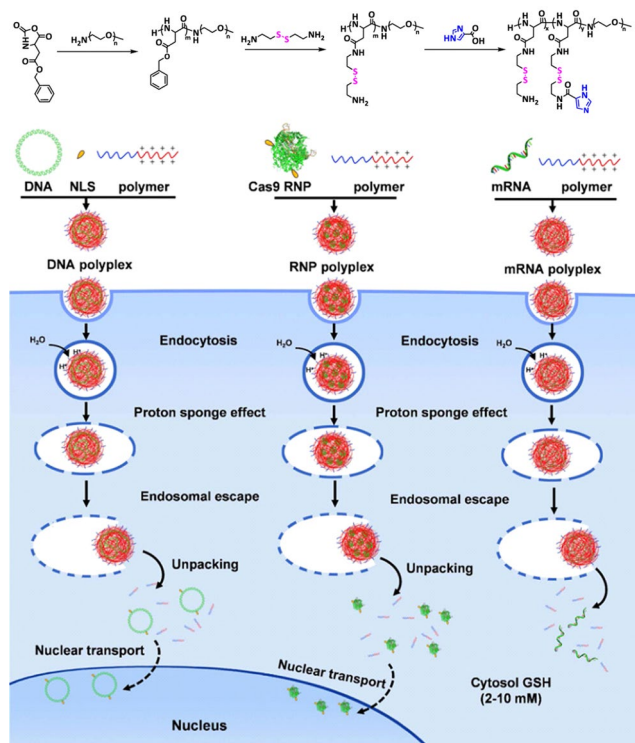 DNA NLS polymer
Cas9 RNP polymer
mRNA polymer
DNA polyplex
RNP polyplex
mRNA polyplex
Endocytosis
Endocytosis
H₂O
H⁺
H⁺
H₂O
H⁺
H⁺
H₂O
H⁺
H⁺
Proton sponge effect
Proton sponge effect
Endosomal escape
Endosomal escape
Unpacking
Unpacking
Nuclear transport
Nuclear transport
Cytosol GSH
(2-10 mM)
Nucleus